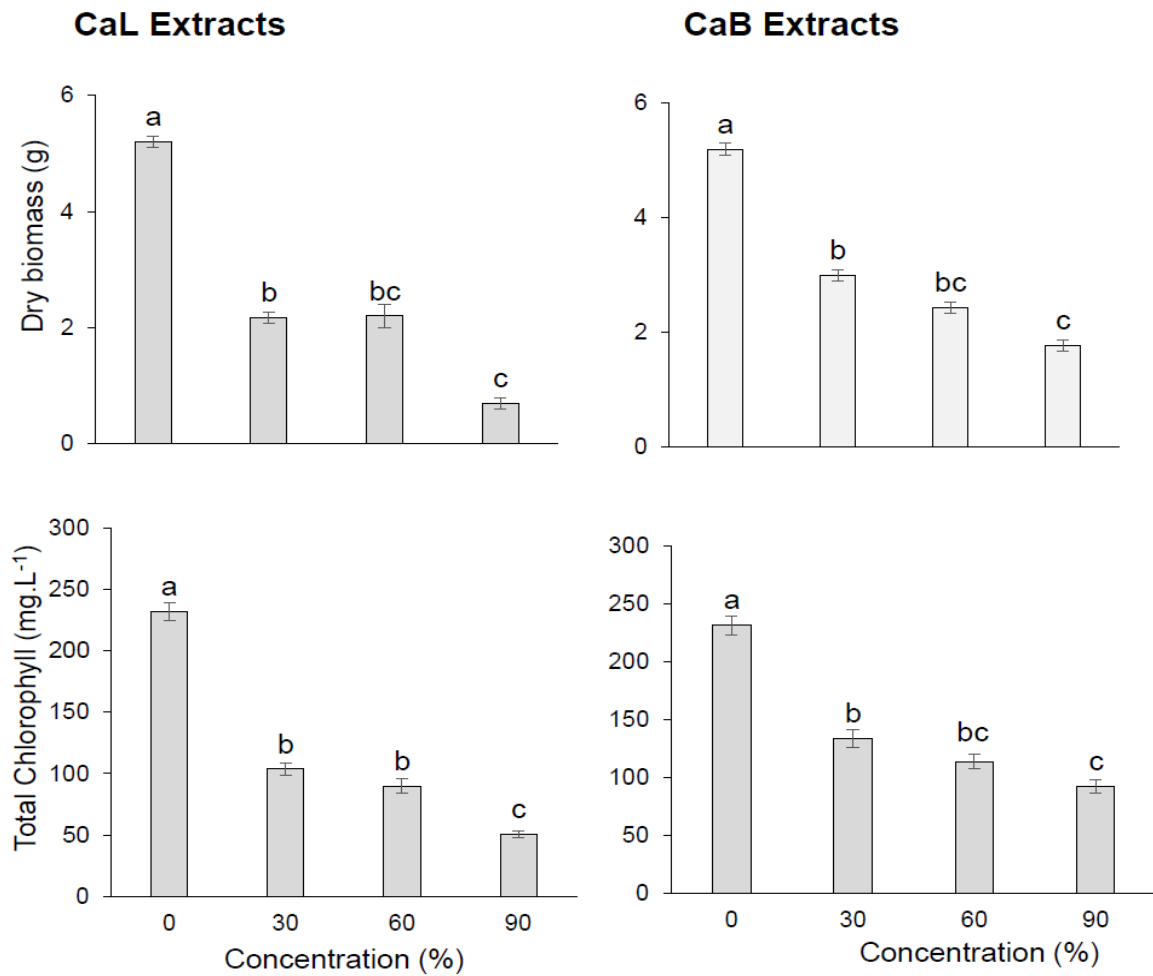 CaL Extracts
CaB Extracts
Dry biomass (g)
6
4
2
0
a
b
bc
c
6
4
2
0
a
b
bc
c
Total Chlorophyll (mg.L⁻¹)
300
250
200
150
100
50
0
a
b
b
c
0 30 60 90
Concentration (%)
300
250
200
150
100
50
0
a
b
bc
c
0 30 60 90
Concentration (%)